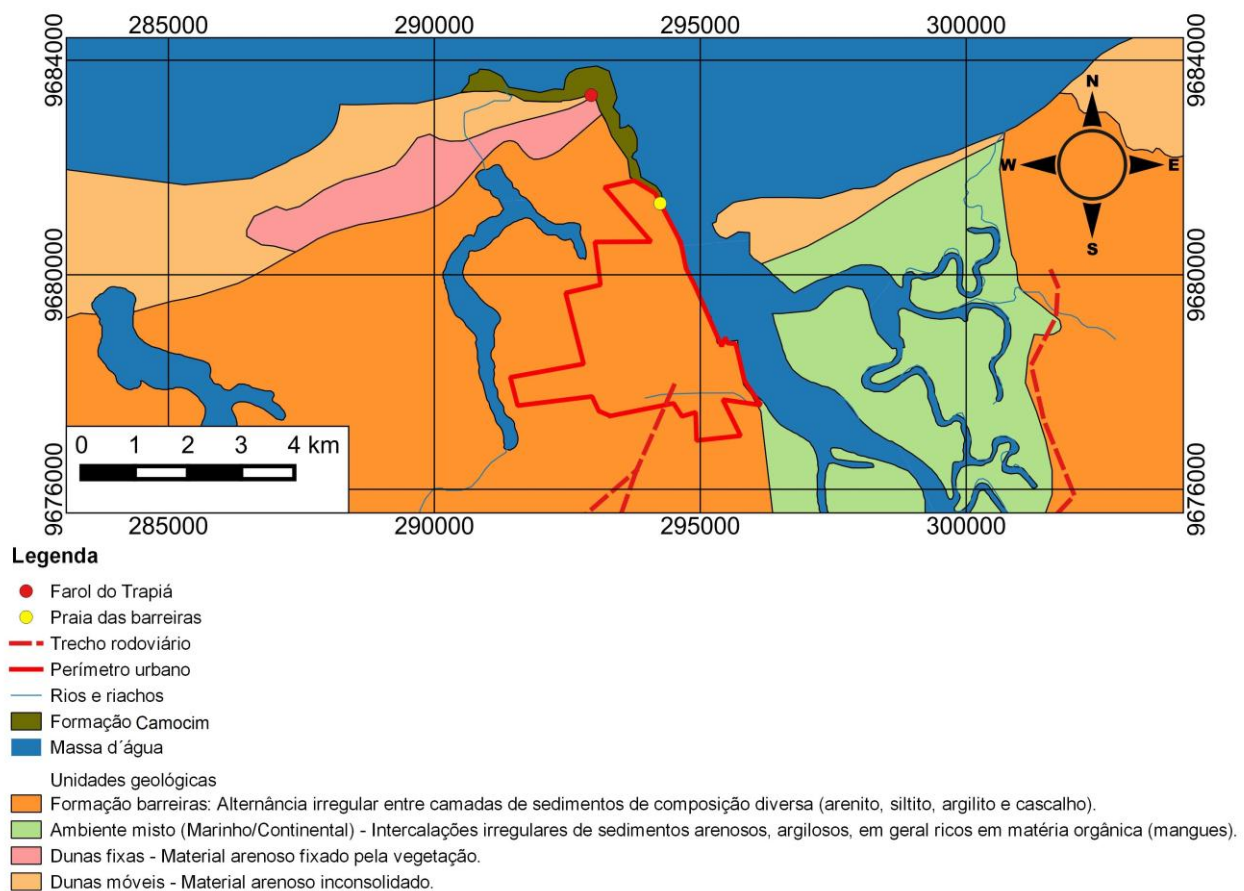 285000 290000 295000 300000
9684000 9684000
N
W E
S
9680000 9680000
0 1 2 3 4 km
9676000 9676000
285000 290000 295000 300000
Legenda
Farol do Trapiá
Praia das barreiras
Trecho rodoviário
Perímetro urbano
Rios e riachos
Formação Camocim
Massa d´água
Unidades geológicas
Formação barreiras: Alternância irregular entre camadas de sedimentos de composição diversa (arenito, siltito, argilito e cascalho).
Ambiente misto (Marinho/Continental) - Intercalações irregulares de sedimentos arenosos, argilosos, em geral ricos em matéria orgânica (mangues).
Dunas fixas - Material arenoso fixado pela vegetação.
Dunas móveis - Material arenoso inconsolidado.